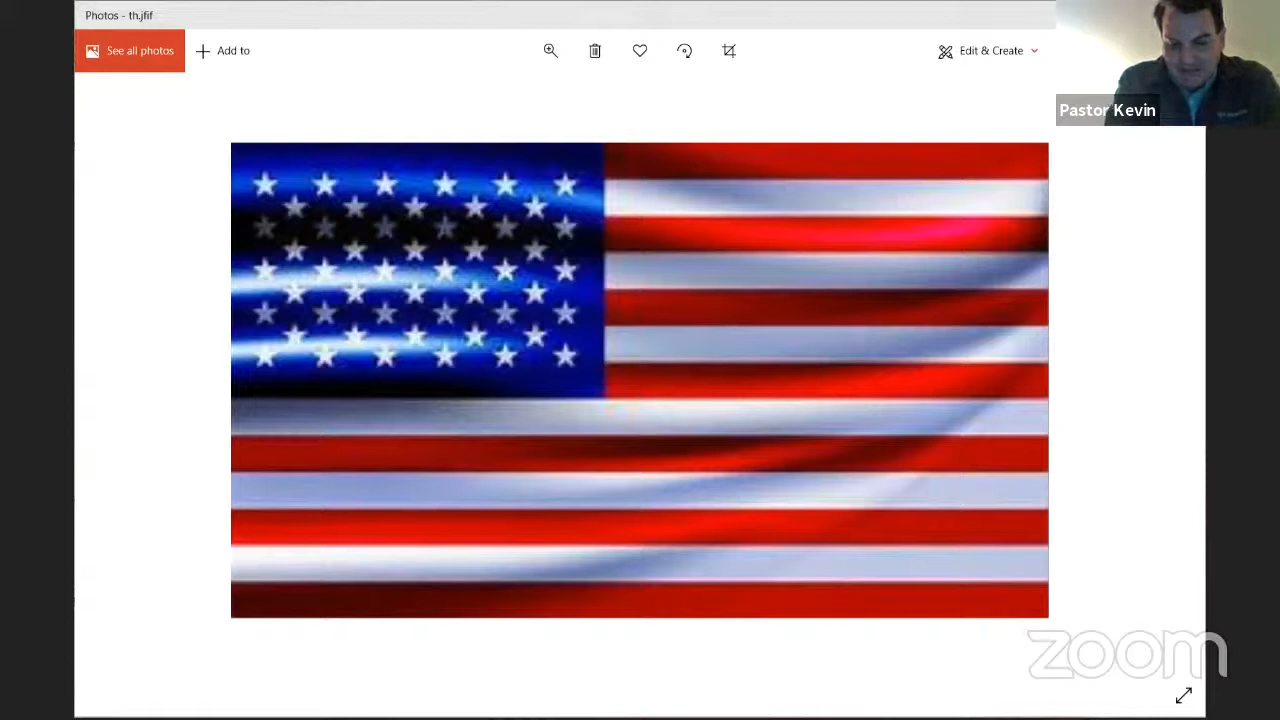 Photos - th.jfif
See all photos
Add to
Edit & Create
Pastor Kevin
zoom